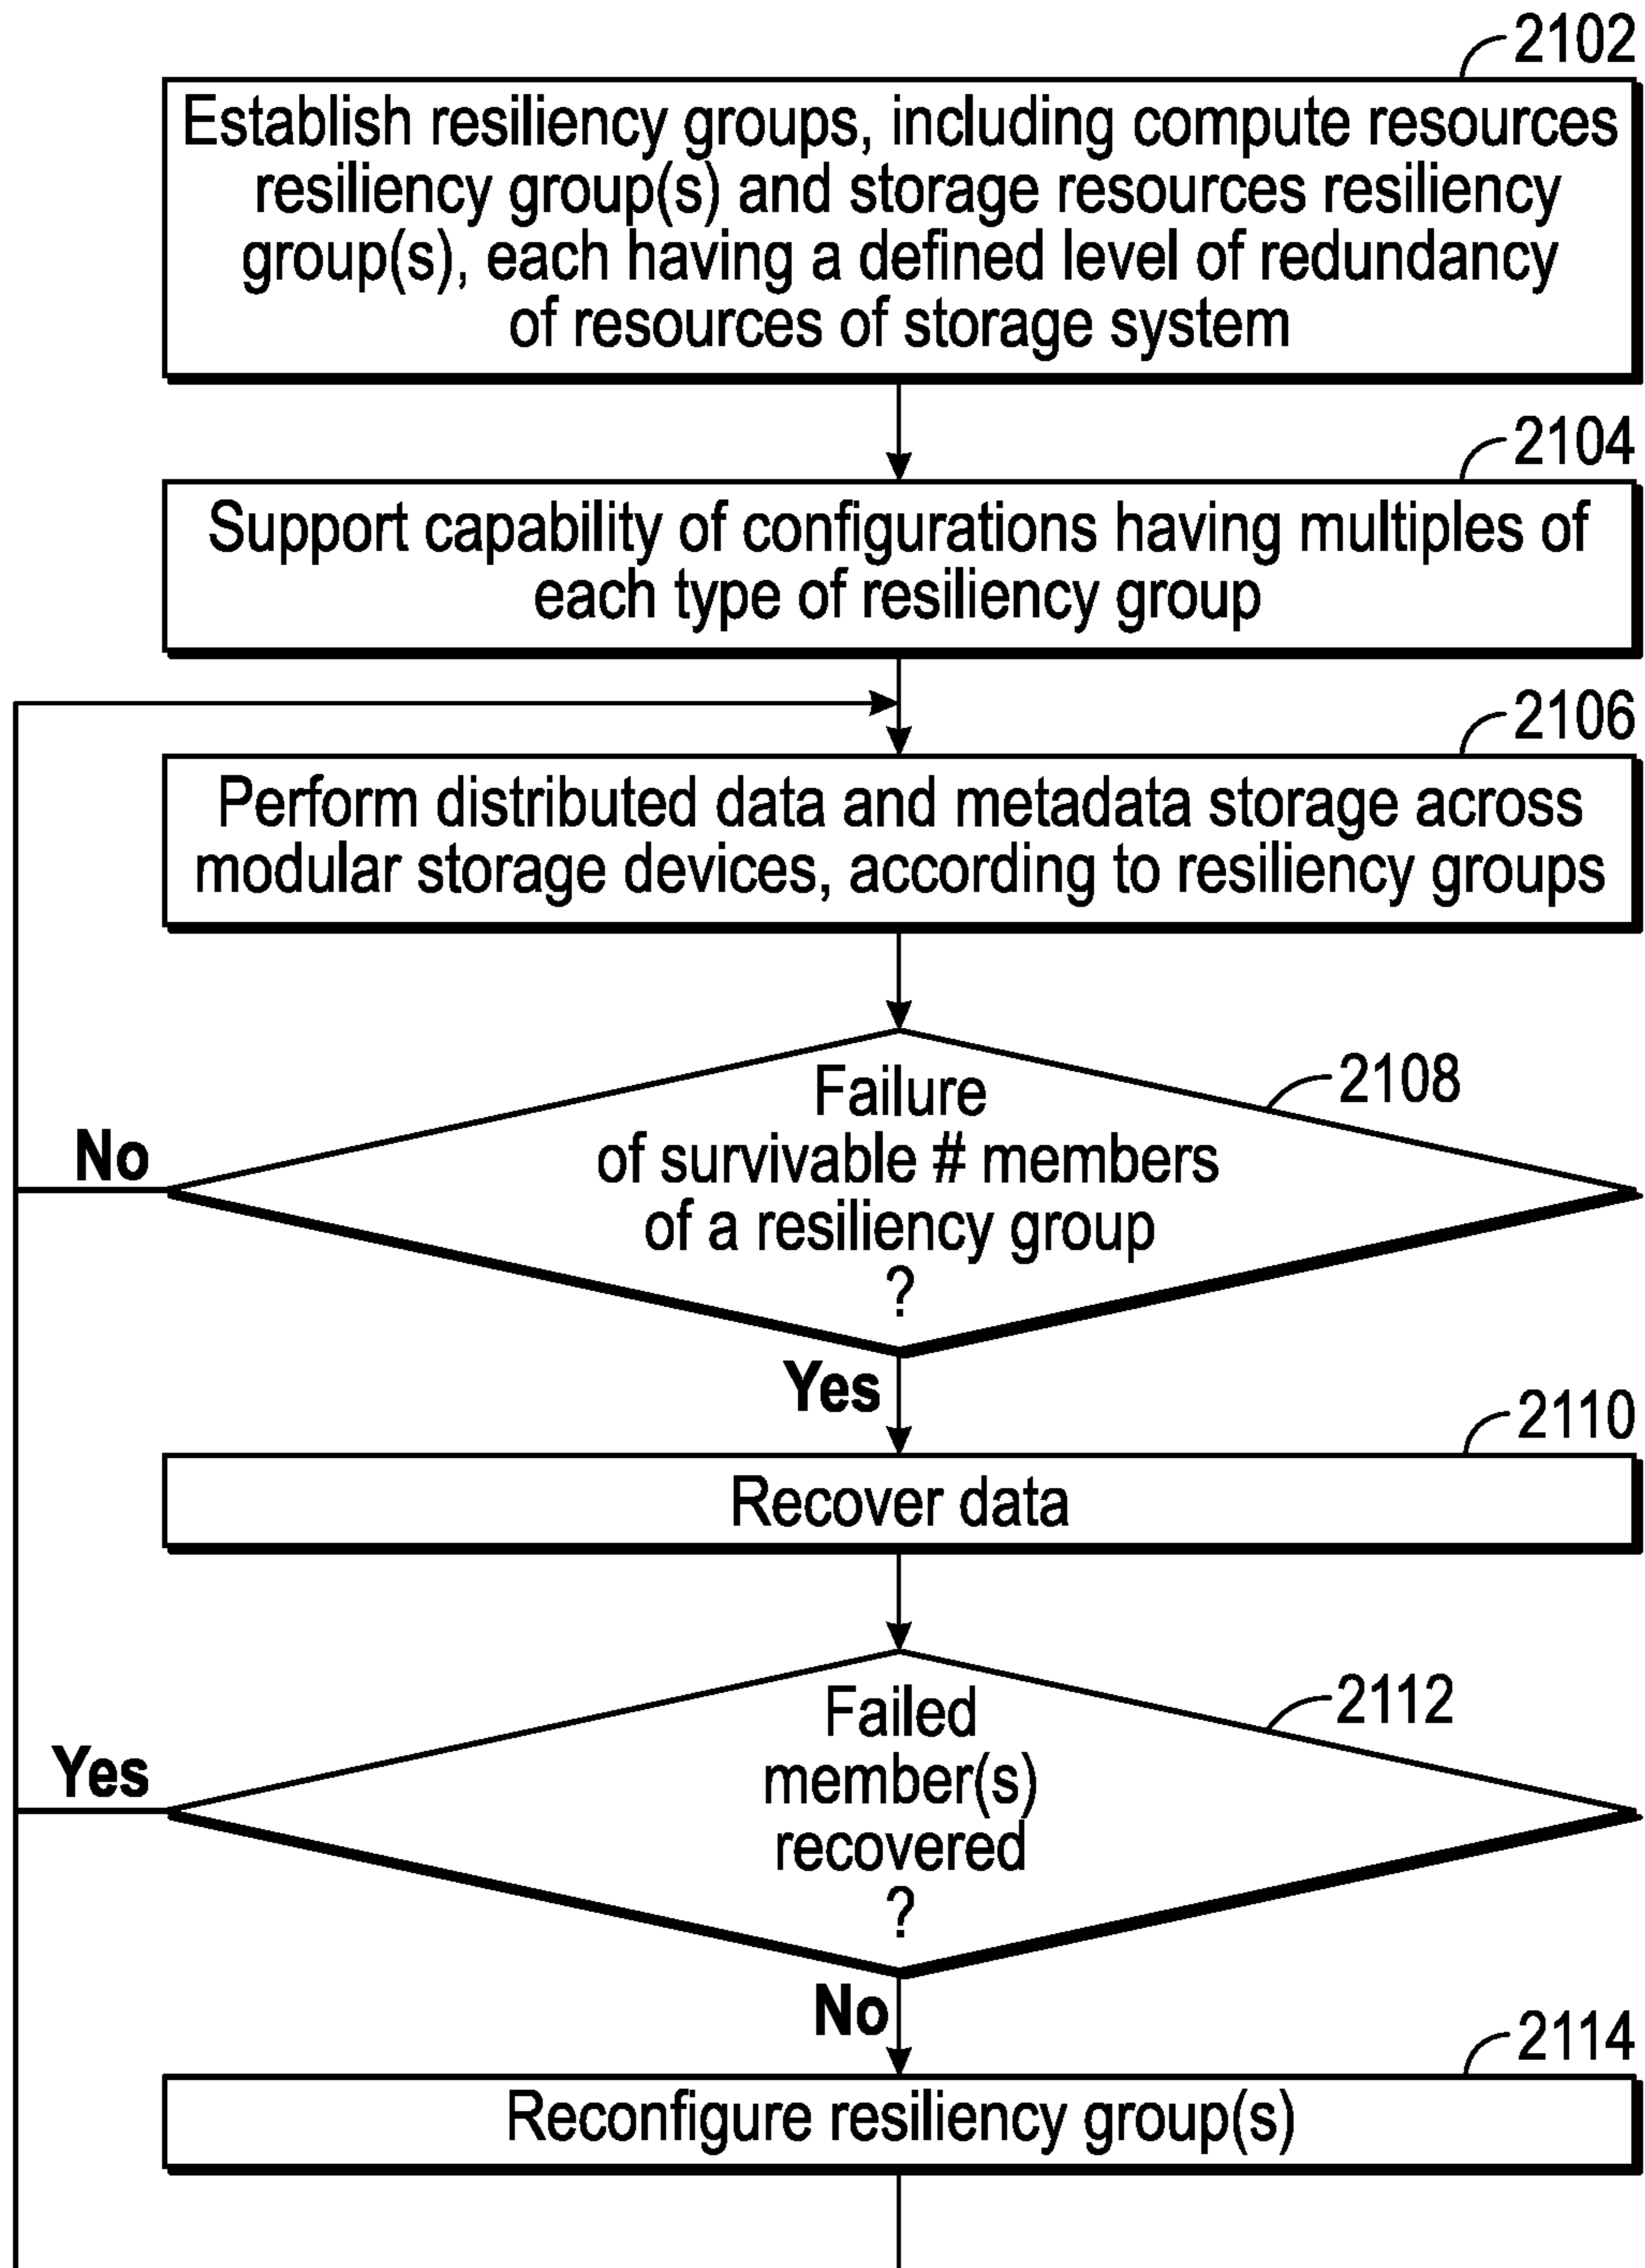 2102
Establish resiliency groups, including compute resources
resiliency group(s) and storage resources resiliency
group(s), each having a defined level of redundancy
of resources of storage system
2104
Support capability of configurations having multiples of
each type of resiliency group
2106
Perform distributed data and metadata storage across
modular storage devices, according to resiliency groups
2108
Failure
of survivable # members
of a resiliency group
?
No
Yes
2110
Recover data
2112
Failed
member(s)
recovered
?
Yes
No
2114
Reconfigure resiliency group(s)